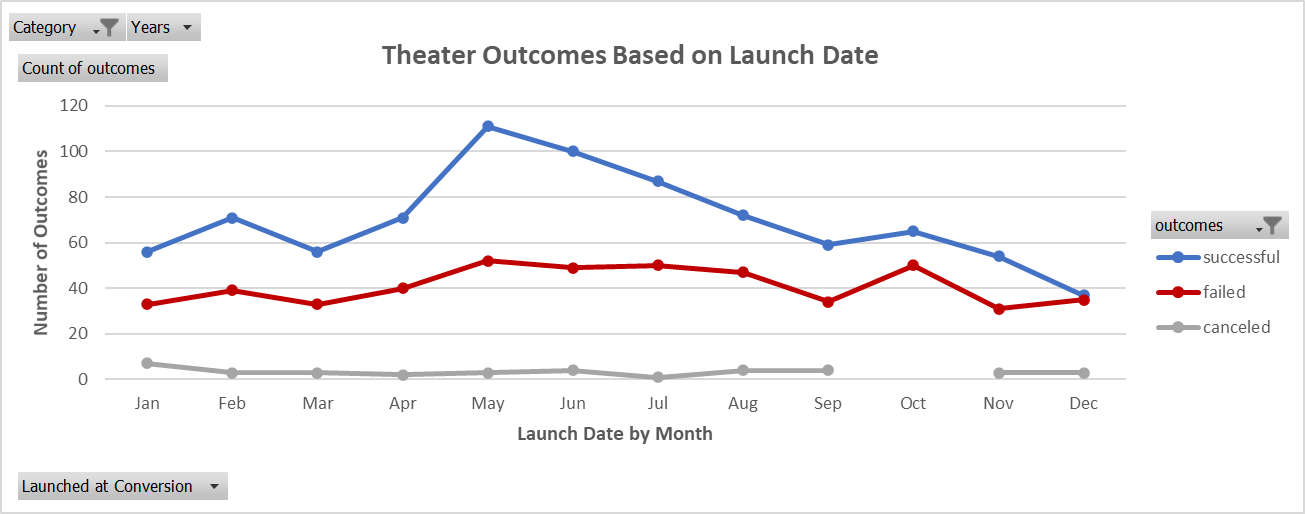 Category Years
Theater Outcomes Based on Launch Date
Count of outcomes
Number of Outcomes
120
100
80
60
40
20
0
Jan Feb Mar Apr May Jun Jul Aug Sep Oct Nov Dec
Launch Date by Month
outcomes
successful
failed
canceled
Launched at Conversion